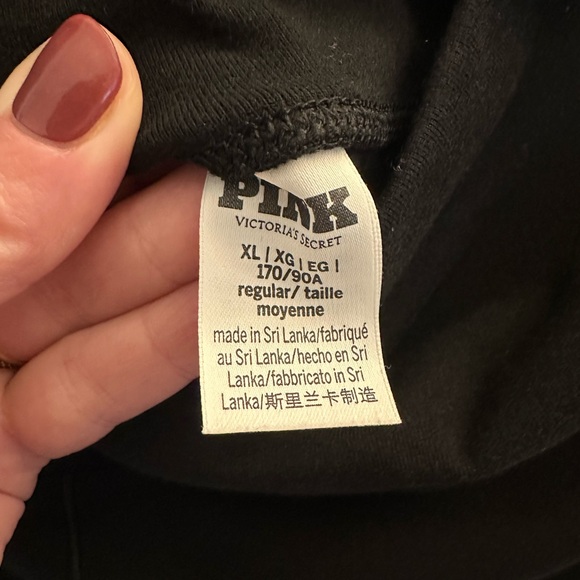 PINK
VICTORIA'S SECRET
XL | XG | EG |
170/90A
regular/ taille
moyenne
made in Sri Lanka/fabriqué
au Sri Lanka/hecho en Sri
Lanka/fabbricato in Sri
Lanka/斯里兰卡制造